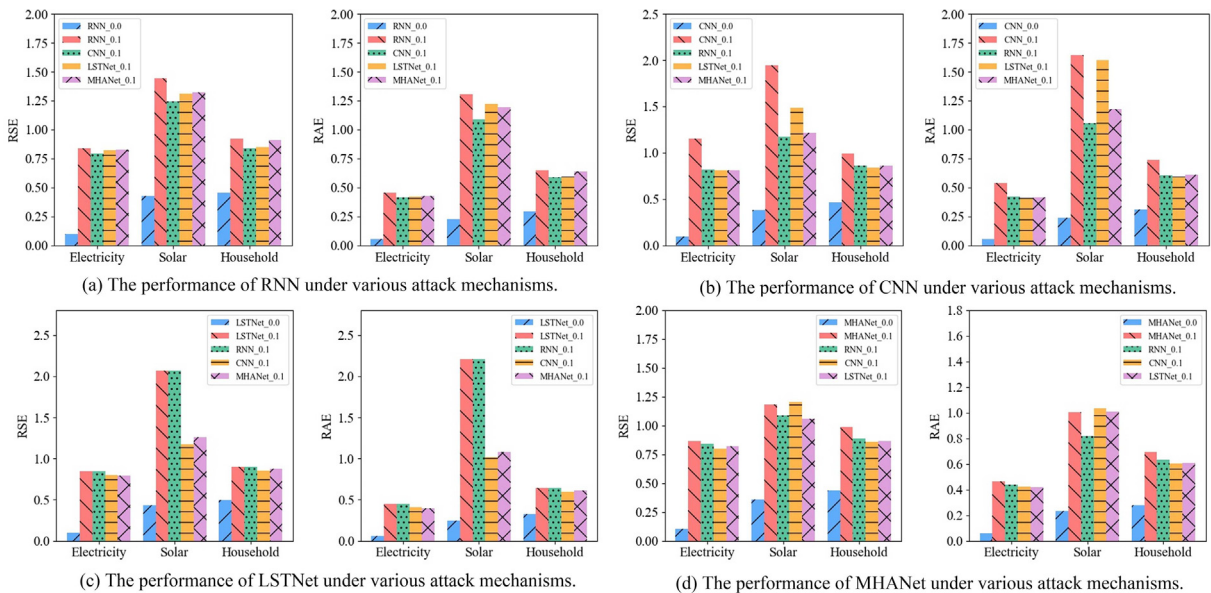 2.00
1.75
1.50
1.25
1.00
0.75
0.50
0.25
0.00
RSE
RNN_0.0
RNN_0.1
CNN_0.1
LSTNet_0.1
MHANet_0.1
Electricity Solar Household
2.00
1.75
1.50
1.25
1.00
0.75
0.50
0.25
0.00
RAE
RNN_0.0
RNN_0.1
CNN_0.1
LSTNet_0.1
MHANet_0.1
Electricity Solar Household
(a) The performance of RNN under various attack mechanisms.
2.5
2.0
1.5
1.0
0.5
0.0
RSE
CNN_0.0
CNN_0.1
RNN_0.1
LSTNet_0.1
MHANet_0.1
Electricity Solar Household
2.00
1.75
1.50
1.25
1.00
0.75
0.50
0.25
0.00
RAE
CNN_0.0
CNN_0.1
RNN_0.1
LSTNet_0.1
MHANet_0.1
Electricity Solar Household
(b) The performance of CNN under various attack mechanisms.
2.5
2.0
1.5
1.0
0.5
0.0
RSE
LSTNet_0.0
LSTNet_0.1
RNN_0.1
CNN_0.1
MHANet_0.1
Electricity Solar Household
2.5
2.0
1.5
1.0
0.5
0.0
RAE
LSTNet_0.0
LSTNet_0.1
RNN_0.1
CNN_0.1
MHANet_0.1
Electricity Solar Household
(c) The performance of LSTNet under various attack mechanisms.
2.00
1.75
1.50
1.25
1.00
0.75
0.50
0.25
0.00
RSE
MHANet_0.0
MHANet_0.1
RNN_0.1
CNN_0.1
LSTNet_0.1
Electricity Solar Household
1.8
1.6
1.4
1.2
1.0
0.8
0.6
0.4
0.2
0.0
RAE
MHANet_0.0
MHANet_0.1
RNN_0.1
CNN_0.1
LSTNet_0.1
Electricity Solar Household
(d) The performance of MHANet under various attack mechanisms.